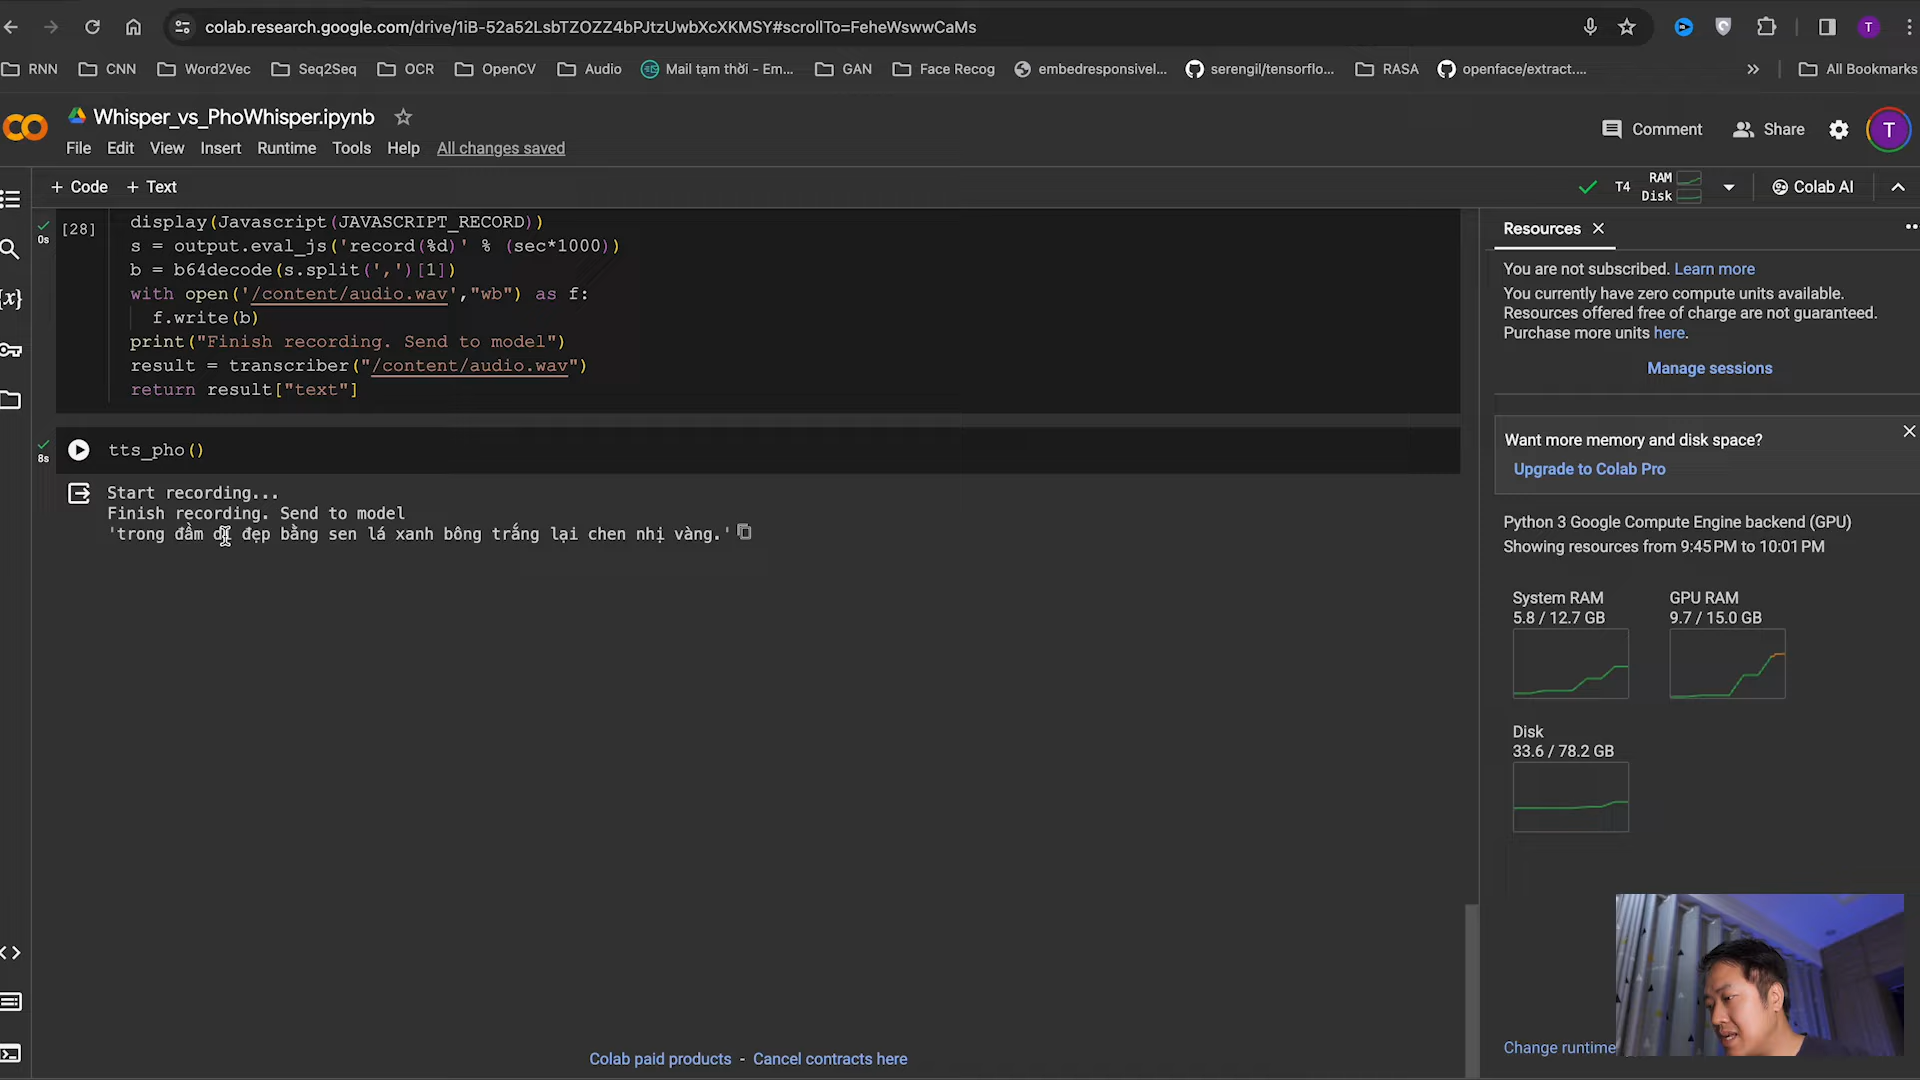 colab.research.google.com/drive/1iB-52a52LsbTZOZZ4bPJtzUwbXcXKMSY#scrollTo=FeheWswwCaMs
T
RNN CNN Word2Vec Seq2Seq OCR OpenCV Audio Mail tạm thời - Em... GAN Face Recog embedresponsivel... serengil/tensorflo... RASA openface/extract.... » All Bookmarks
Whisper_vs_PhoWhisper.ipynb
File Edit View Insert Runtime Tools Help All changes saved
Comment Share T
+ Code + Text
T4 RAM Disk Colab AI
[28]
0s
display(Javascript(JAVASCRIPT_RECORD))
s = output.eval_js('record(%d)' % (sec*1000))
b = b64decode(s.split(',')[1])
with open('/content/audio.wav',"wb") as f:
f.write(b)
print("Finish recording. Send to model")
result = transcriber("/content/audio.wav")
return result["text"]
8s
tts_pho()
Start recording...
Finish recording. Send to model
'trong đầm đẹp bằng sen lá xanh bông trắng lại chen nhị vàng.'
Colab paid products - Cancel contracts here
Resources
You are not subscribed. Learn more
You currently have zero compute units available.
Resources offered free of charge are not guaranteed.
Purchase more units here.
Manage sessions
Want more memory and disk space?
Upgrade to Colab Pro
Python 3 Google Compute Engine backend (GPU)
Showing resources from 9:45 PM to 10:01 PM
System RAM
5.8 / 12.7 GB
GPU RAM
9.7 / 15.0 GB
Disk
33.6 / 78.2 GB
Change runtime